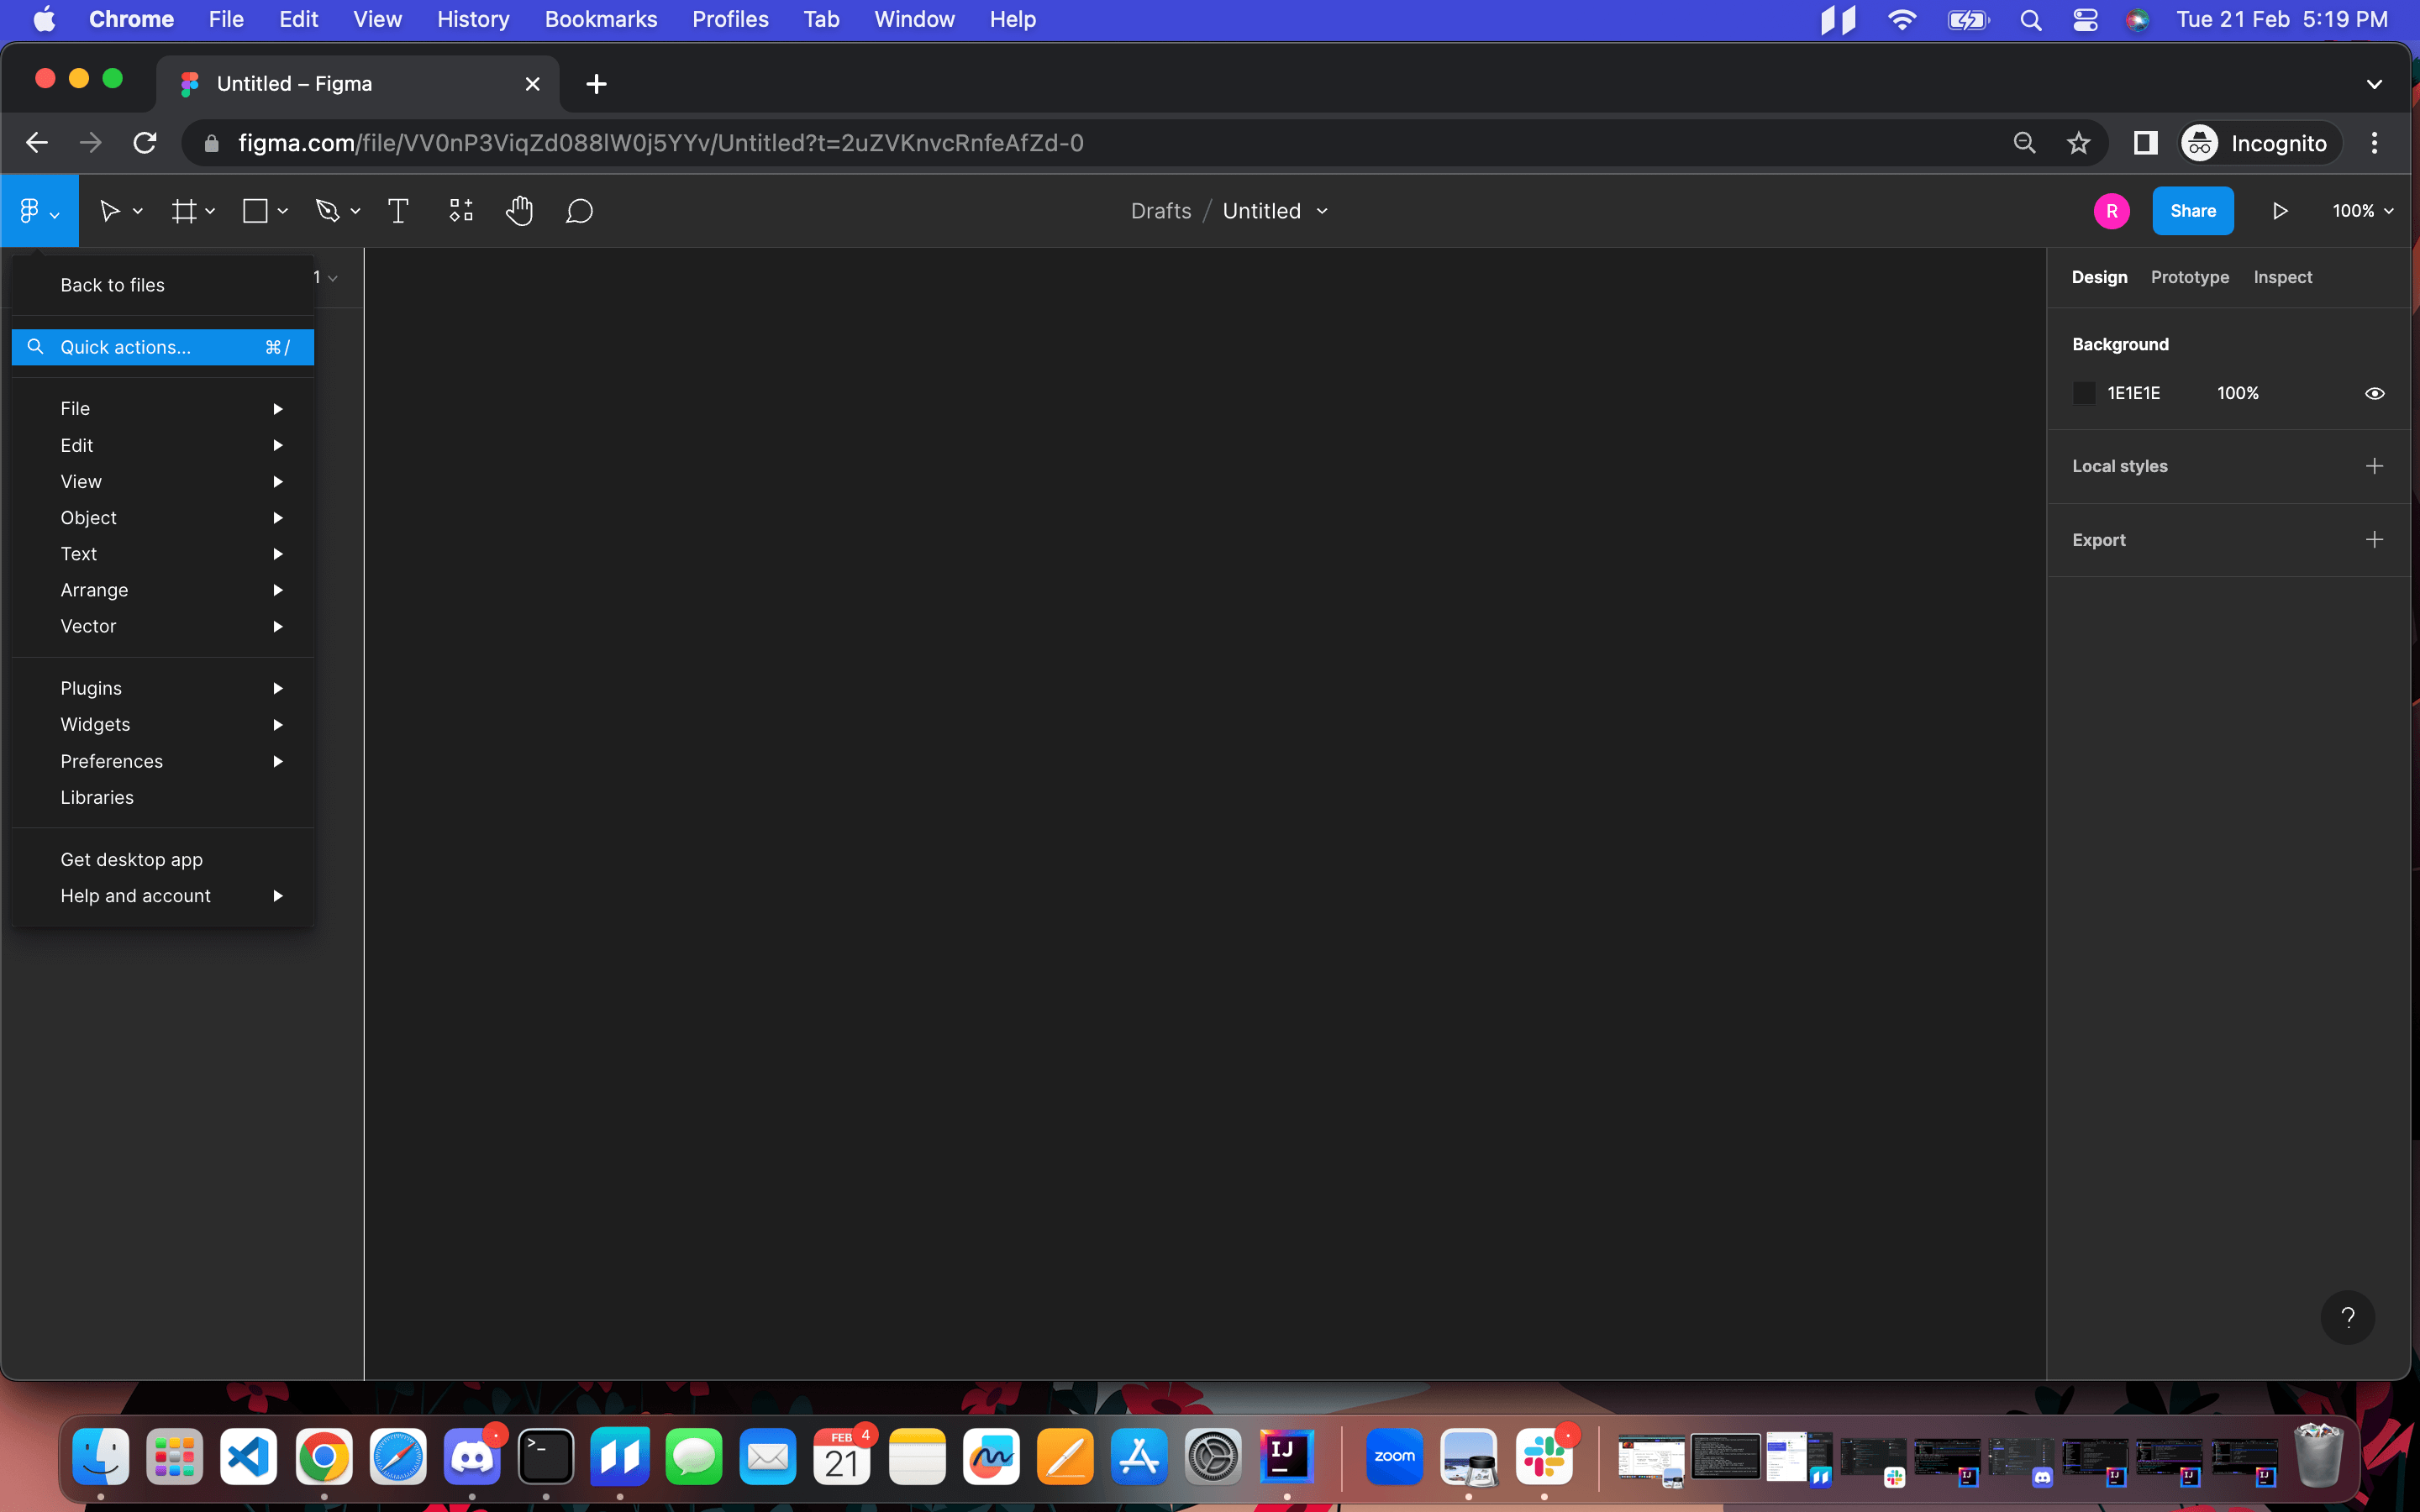 Chrome File Edit View History Bookmarks Profiles Tab Window Help Tue 21 Feb 5:19 PM
Untitled – Figma
figma.com/file/VV0nP3ViqZd088lW0j5YYv/Untitled?t=2uZVKnvcRnfeAfZd-0 Incognito
Drafts / Untitled R Share 100%
1
Back to files
Quick actions... ⌘/
File
Edit
View
Object
Text
Arrange
Vector
Plugins
Widgets
Preferences
Libraries
Get desktop app
Help and account
Design Prototype Inspect
Background
1E1E1E 100%
Local styles
Export
?
FEB 4
21
IJ
zoom